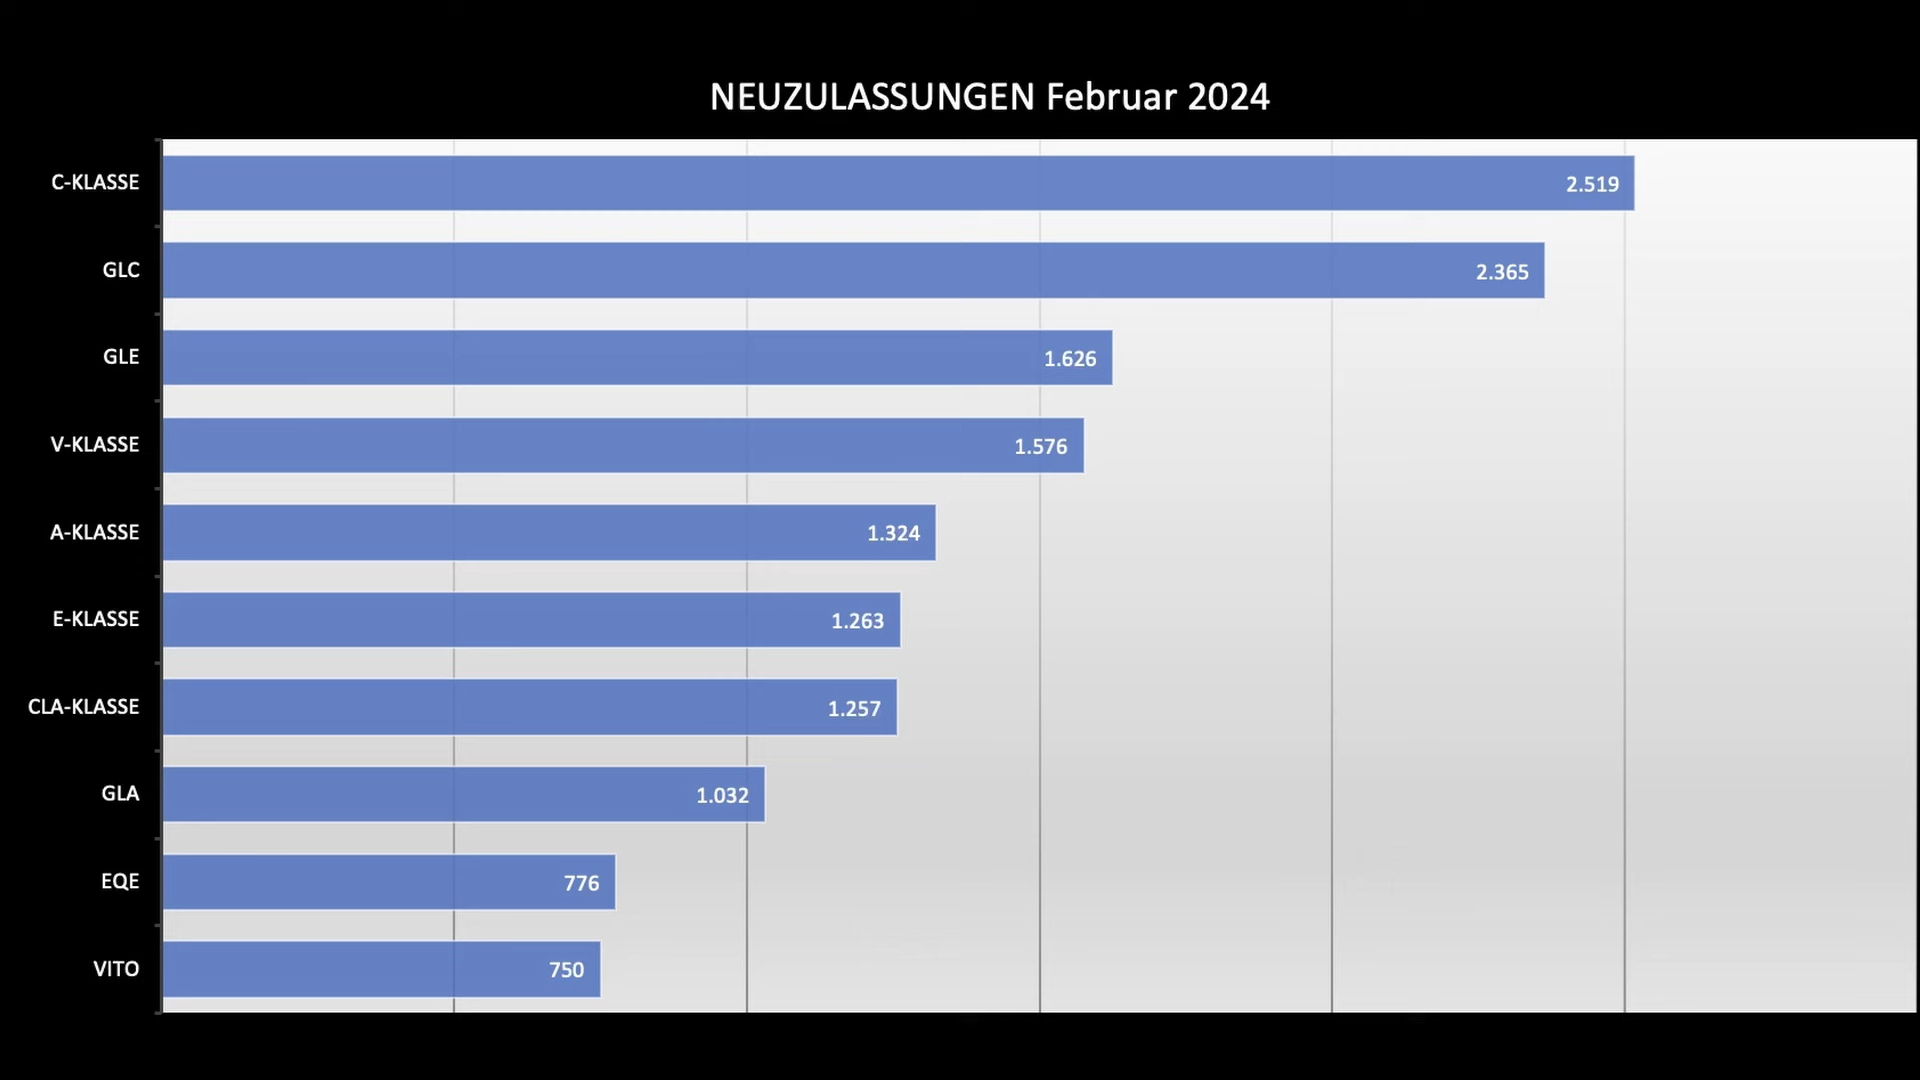 NEUZULASSUNGEN Februar 2024
C-KLASSE 2.519
GLC 2.365
GLE 1.626
V-KLASSE 1.576
A-KLASSE 1.324
E-KLASSE 1.263
CLA-KLASSE 1.257
GLA 1.032
EQE 776
VITO 750